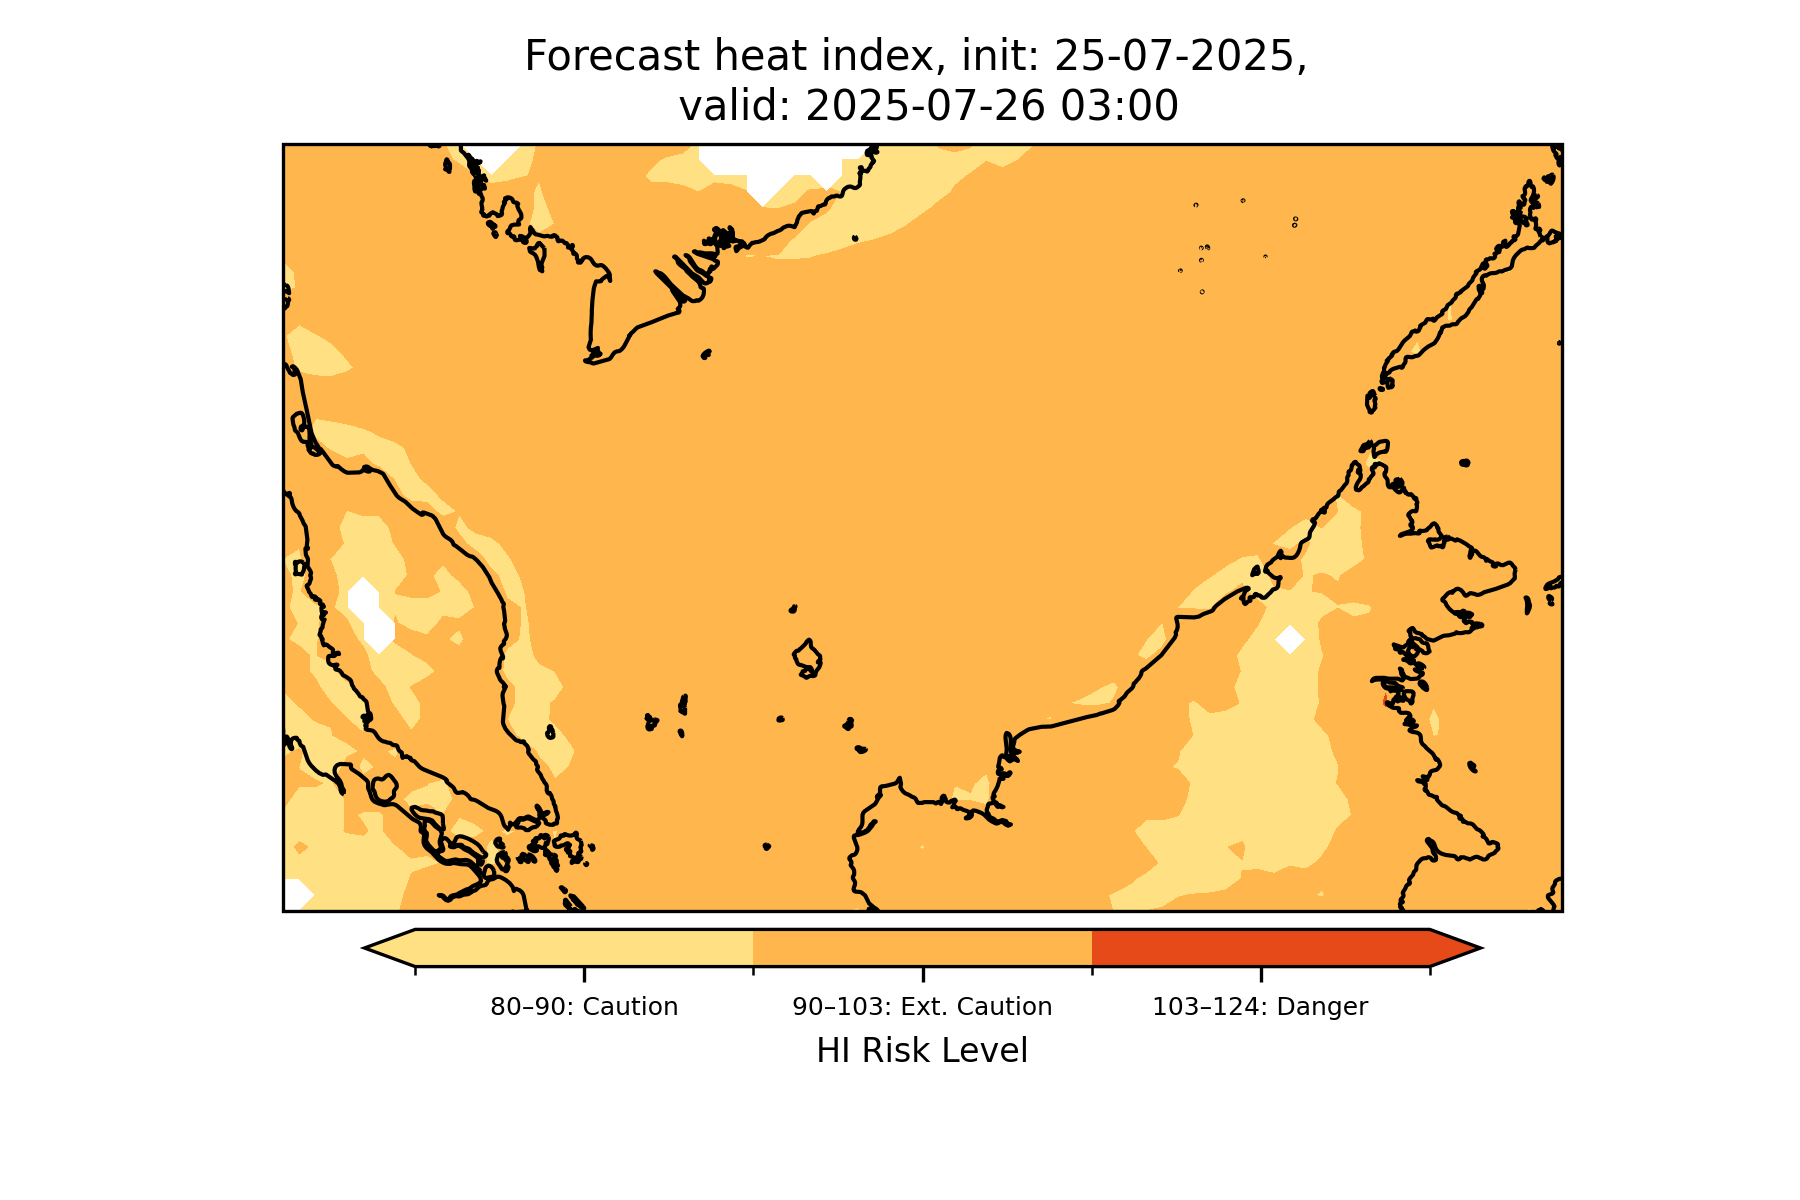 Forecast heat index, init: 25-07-2025,
valid: 2025-07-26 03:00
80–90: Caution
90–103: Ext. Caution
103–124: Danger
HI Risk Level